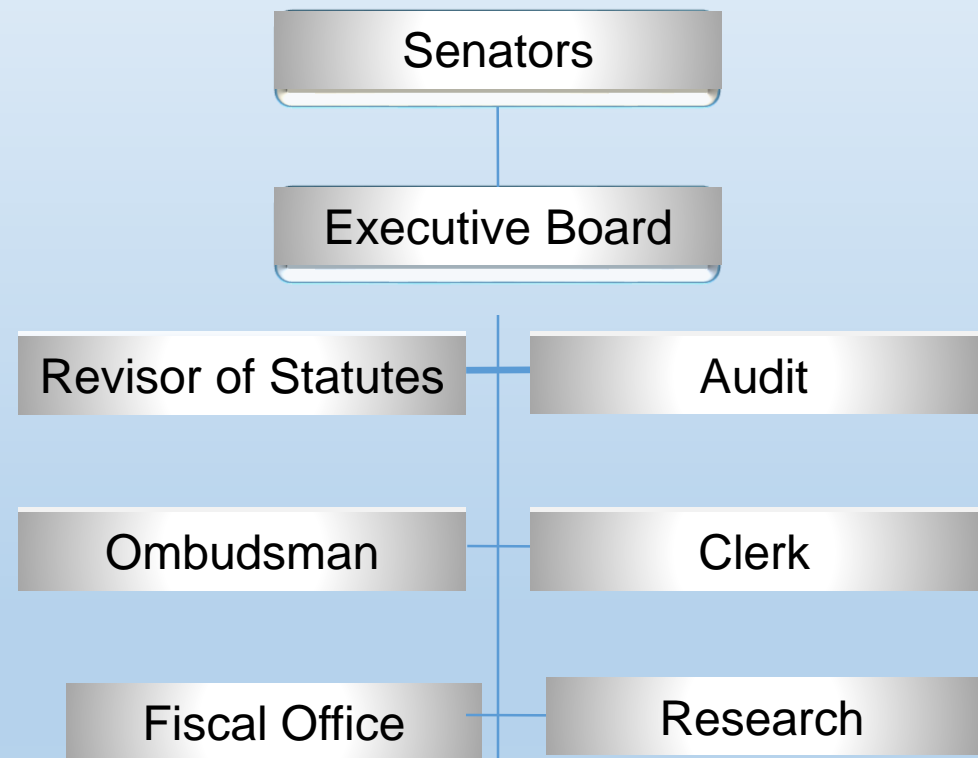 Senators
Executive Board
Revisor of Statutes
Audit
Ombudsman
Clerk
Fiscal Office
Research